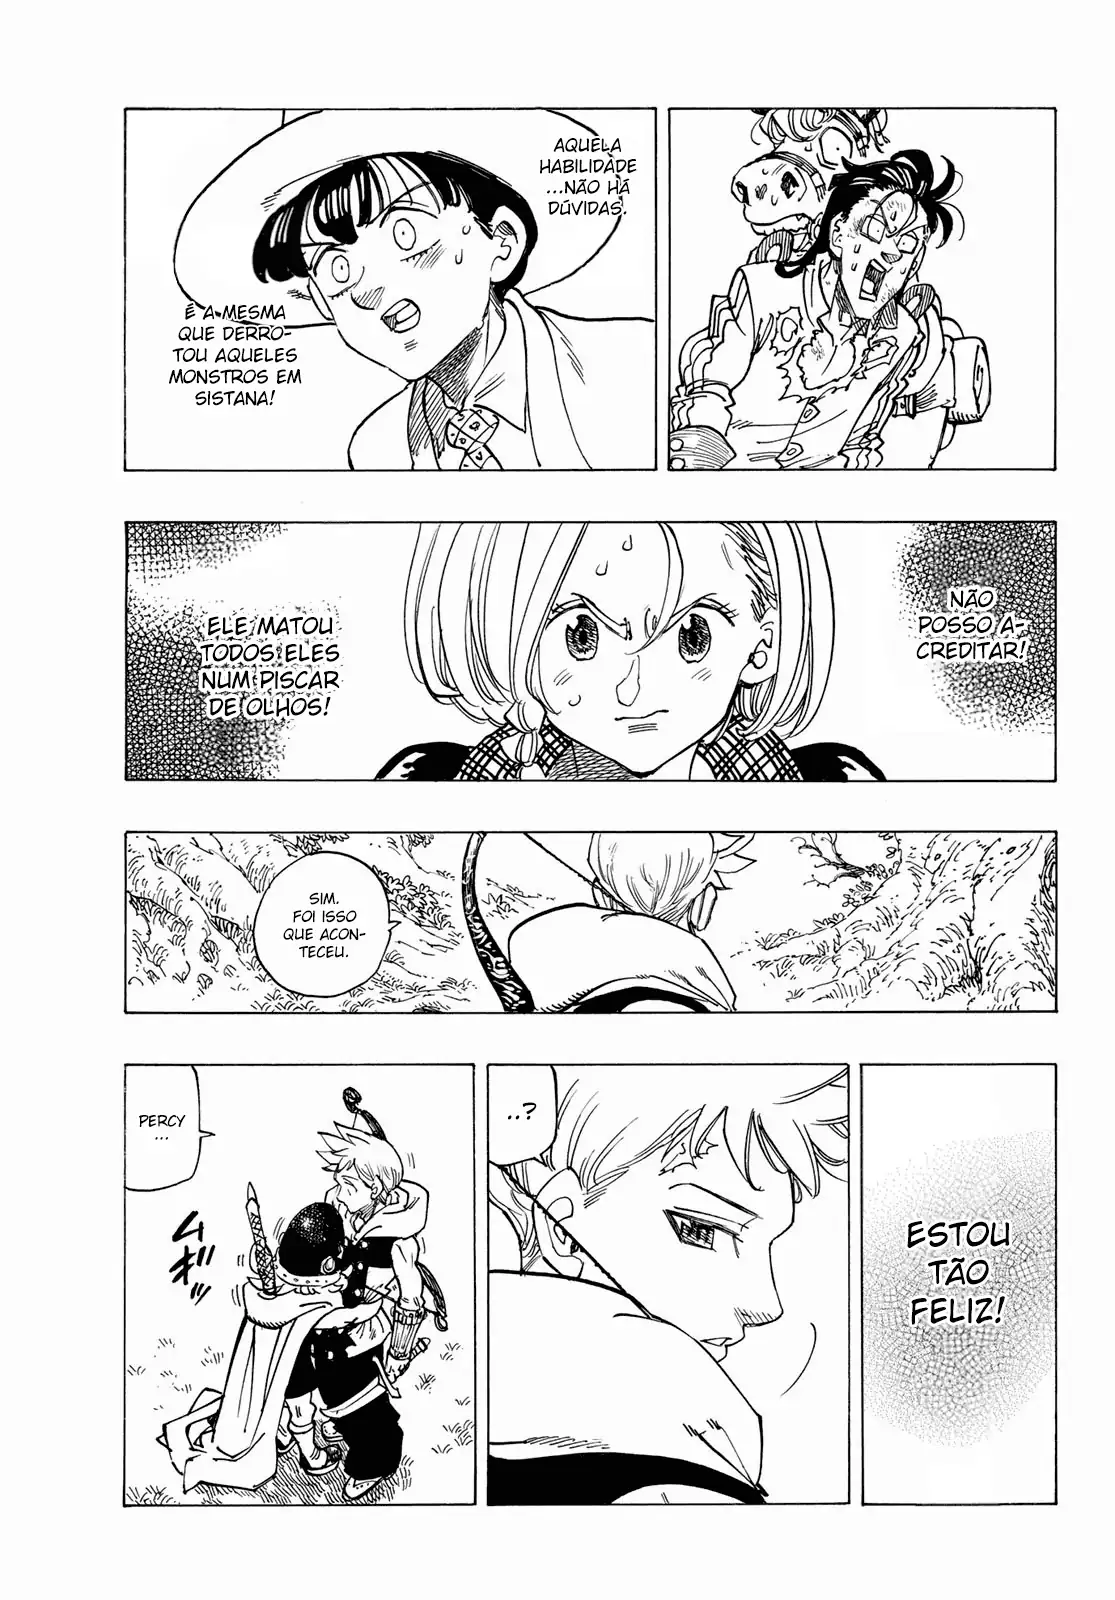 AQUELA
HABILIDADE
...NÃO HÁ
DÚVIDAS.
É A MESMA
QUE DERRO-
TOU AQUELES
MONSTROS EM
SISTANA!
NÃO
POSSO A-
CREDITAR!
ELE MATOU
TODOS ELES
NUM PISCAR
DE OLHOS!
SIM.
FOI ISSO
QUE ACON-
TECEU.
ESTOU
TÃO
FELIZ!
..?
PERCY
...
ムギッ